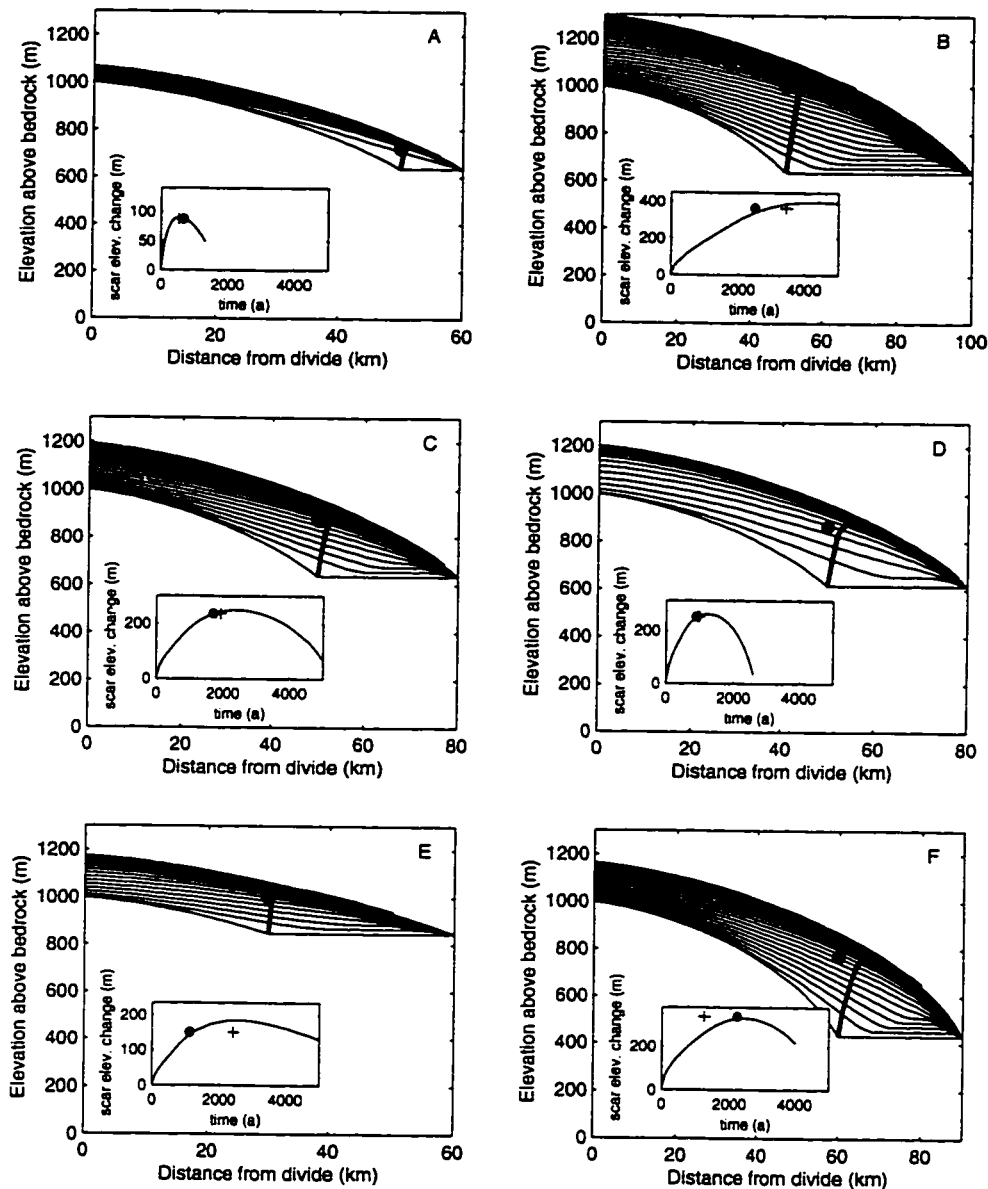 A
Elevation above bedrock (m)
1200
1000
800
600
400
200
0
0 20 40 60
Distance from divide (km)
scar elev. change (m)
100
50
0
0 2000 4000
time (a)
B
Elevation above bedrock (m)
1200
1000
800
600
400
200
0
0 20 40 60 80 100
Distance from divide (km)
scar elev. change (m)
400
200
0
0 2000 4000
time (a)
C
Elevation above bedrock (m)
1200
1000
800
600
400
200
0
0 20 40 60 80
Distance from divide (km)
scar elev. change (m)
200
0
0 2000 4000
time (a)
D
Elevation above bedrock (m)
1200
1000
800
600
400
200
0
0 20 40 60 80
Distance from divide (km)
scar elev. change (m)
200
0
0 2000 4000
time (a)
E
Elevation above bedrock (m)
1200
1000
800
600
400
200
0
0 20 40 60
Distance from divide (km)
scar elev. change (m)
200
100
0
0 2000 4000
time (a)
F
Elevation above bedrock (m)
1200
1000
800
600
400
200
0
0 20 40 60 80
Distance from divide (km)
scar elev. change (m)
200
0
0 2000 4000
time (a)